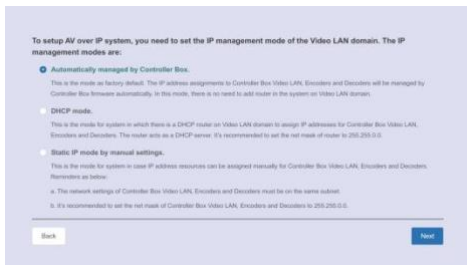 To setup AV over IP system, you need to set the IP management mode of the Video LAN domain. The IP
management modes are:
Automatically managed by Controller Box.
This is the mode as factory default. The IP address assignments to Controller Box Video LAN, Encoders and Decoders will be managed by
Controller Box firmware automatically. In this mode, there is no need to add router in the system on Video LAN domain.
DHCP mode.
This is the mode for system in which there is a DHCP router on Video LAN domain to assign IP addresses for Controller Box Video LAN,
Encoders and Decoders. The router acts as a DHCP server. It's recommended to set the net mask of router to 255.255.0.0.
Static IP mode by manual settings.
This is the mode for system in case IP address resources can be assigned manually for Controller Box Video LAN, Encoders and Decoders.
Reminders as below:
a. The network settings of Controller Box Video LAN, Encoders and Decoders must be on the same subnet.
b. It's recommended to set the net mask of Controller Box Video LAN, Encoders and Decoders to 255.255.0.0.
Back
Next